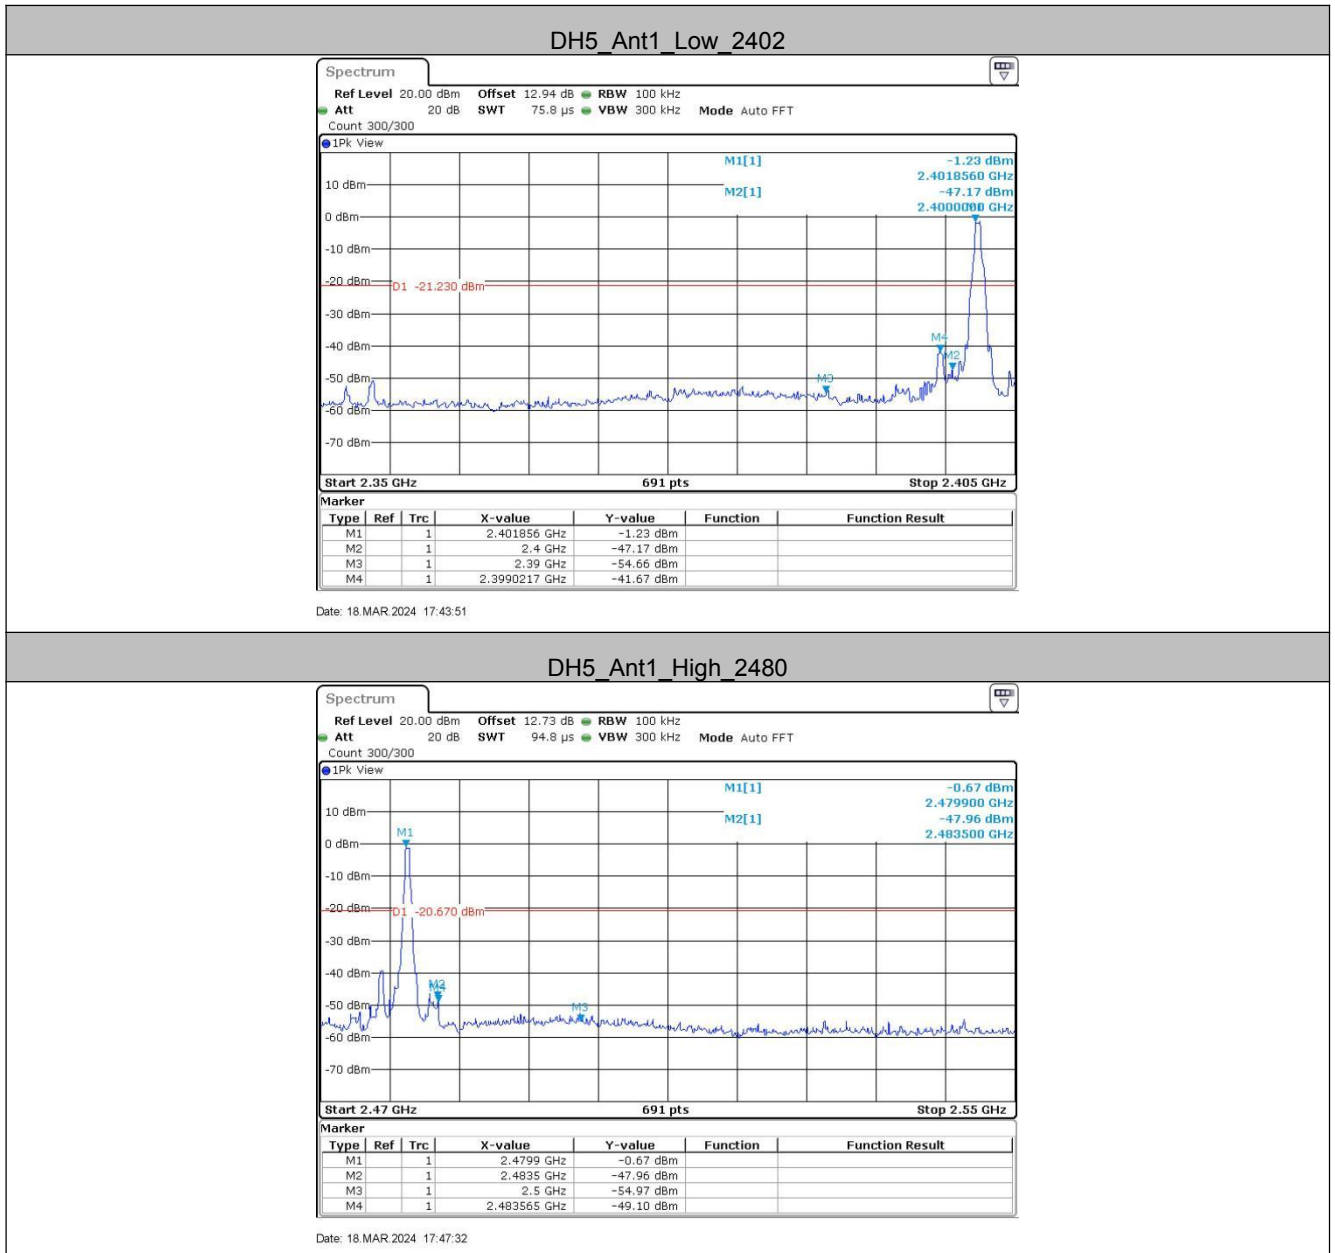 DH5_Ant1_Low_2402
Spectrum
Ref Level 20.00 dBm Offset 12.94 dB RBW 100 kHz
Att 20 dB SWT 75.8 µs VBW 300 kHz Mode Auto FFT
Count 300/300
1Pk View
M1[1] -1.23 dBm
2.4018560 GHz
10 dBm
M2[1] -47.17 dBm
2.4000000 GHz
M1
0 dBm
-10 dBm
-20 dBm
D1 -21.230 dBm
-30 dBm
M4
-40 dBm
M2
-50 dBm
M3
-60 dBm
-70 dBm
Start 2.35 GHz 691 pts Stop 2.405 GHz
Marker
Type Ref Trc X-value Y-value Function Function Result
M1 1 2.401856 GHz -1.23 dBm
M2 1 2.4 GHz -47.17 dBm
M3 1 2.39 GHz -54.66 dBm
M4 1 2.3990217 GHz -41.67 dBm
Date: 18.MAR.2024 17:43:51
DH5_Ant1_High_2480
Spectrum
Ref Level 20.00 dBm Offset 12.73 dB RBW 100 kHz
Att 20 dB SWT 94.8 µs VBW 300 kHz Mode Auto FFT
Count 300/300
1Pk View
M1[1] -0.67 dBm
2.479900 GHz
10 dBm
M2[1] -47.96 dBm
2.483500 GHz
M1
0 dBm
-10 dBm
-20 dBm
D1 -20.670 dBm
-30 dBm
-40 dBm
M2
M4
-50 dBm
M3
-60 dBm
-70 dBm
Start 2.47 GHz 691 pts Stop 2.55 GHz
Marker
Type Ref Trc X-value Y-value Function Function Result
M1 1 2.4799 GHz -0.67 dBm
M2 1 2.4835 GHz -47.96 dBm
M3 1 2.5 GHz -54.97 dBm
M4 1 2.483565 GHz -49.10 dBm
Date: 18.MAR.2024 17:47:32